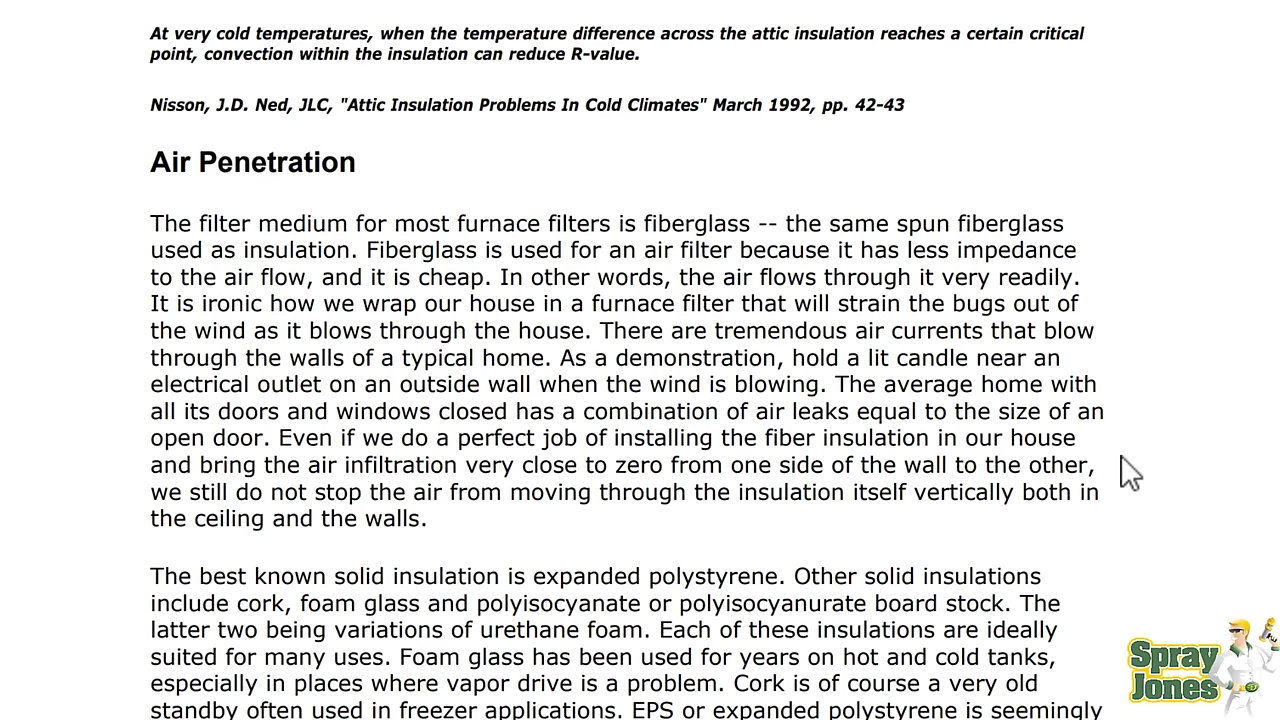 At very cold temperatures, when the temperature difference across the attic insulation reaches a certain critical
point, convection within the insulation can reduce R-value.
Nisson, J.D. Ned, JLC, "Attic Insulation Problems In Cold Climates" March 1992, pp. 42-43
Air Penetration
The filter medium for most furnace filters is fiberglass -- the same spun fiberglass
used as insulation. Fiberglass is used for an air filter because it has less impedance
to the air flow, and it is cheap. In other words, the air flows through it very readily.
It is ironic how we wrap our house in a furnace filter that will strain the bugs out of
the wind as it blows through the house. There are tremendous air currents that blow
through the walls of a typical home. As a demonstration, hold a lit candle near an
electrical outlet on an outside wall when the wind is blowing. The average home with
all its doors and windows closed has a combination of air leaks equal to the size of an
open door. Even if we do a perfect job of installing the fiber insulation in our house
and bring the air infiltration very close to zero from one side of the wall to the other,
we still do not stop the air from moving through the insulation itself vertically both in
the ceiling and the walls.
The best known solid insulation is expanded polystyrene. Other solid insulations
include cork, foam glass and polyisocyanate or polyisocyanurate board stock. The
latter two being variations of urethane foam. Each of these insulations are ideally
suited for many uses. Foam glass has been used for years on hot and cold tanks,
especially in places where vapor drive is a problem. Cork is of course a very old
standby often used in freezer applications. EPS or expanded polystyrene is seemingly
Spray
Jones